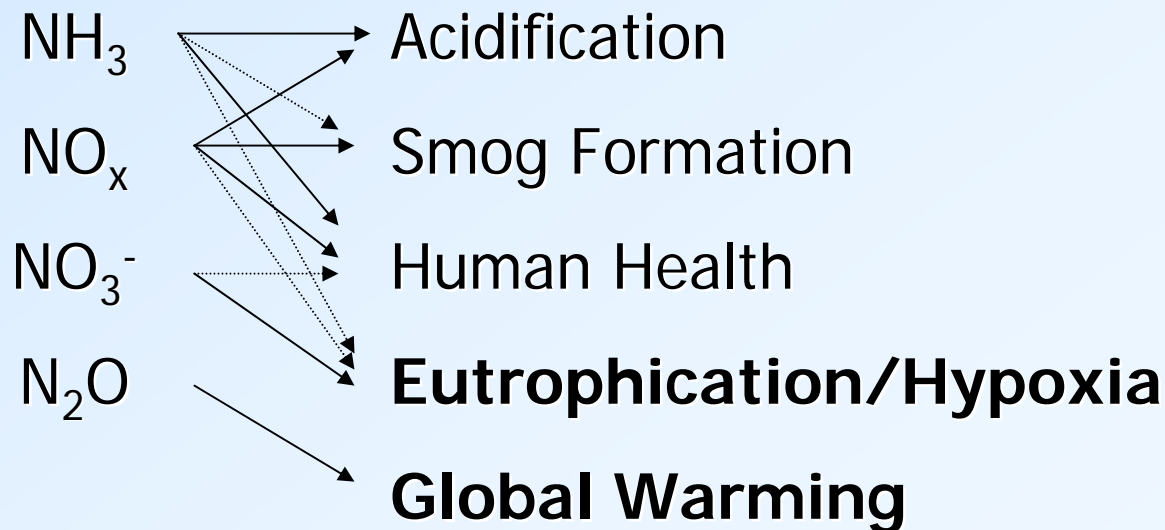 NH₃ Acidification
NOₓ Smog Formation
NO₃⁻ Human Health
N₂O Eutrophication/Hypoxia
Global Warming